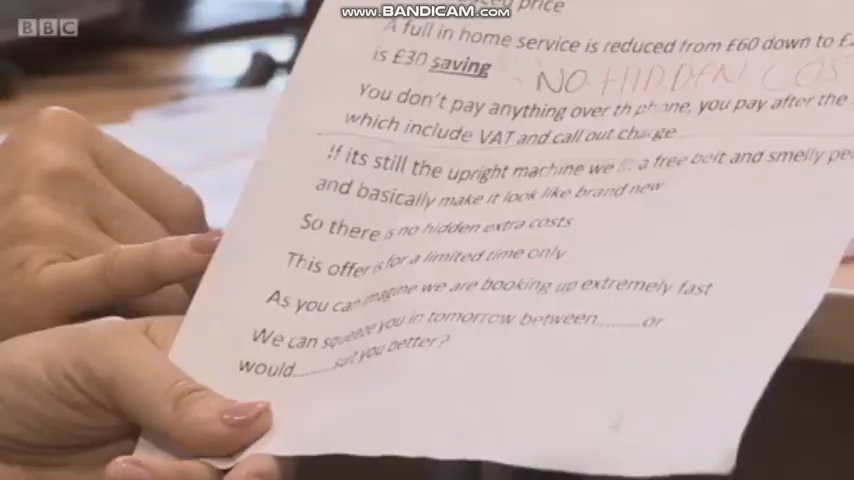 www.BANDICAM.com
BBC
price
A full in home service is reduced from £60 down to
is £30 saving
NO HIDDEN COS
You don't pay anything over th phone, you pay after the
which include VAT and call out charge
If its still the upright machine we a free belt and smelly
and basically make it look like brand new
So there is no hidden extra costs
This offer is for a limited time only
As you can imagine we are booking up extremely fast
We can squeeze you in tomorrow between.........or
would.........suit you better?